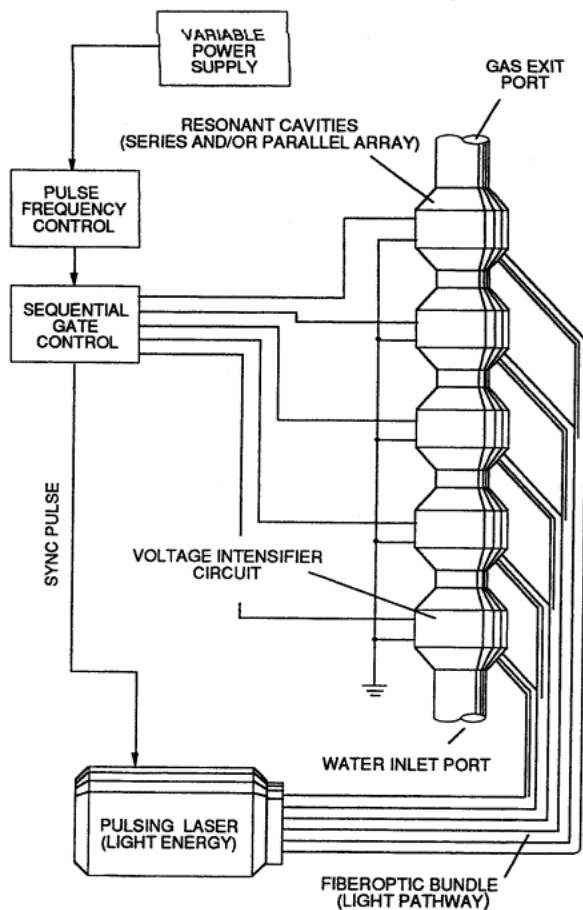 VARIABLE
POWER
SUPPLY
GAS EXIT
PORT
RESONANT CAVITIES
(SERIES AND/OR PARALLEL ARRAY)
PULSE
FREQUENCY
CONTROL
SEQUENTIAL
GATE
CONTROL
SYNC PULSE
VOLTAGE INTENSIFIER
CIRCUIT
WATER INLET PORT
PULSING LASER
(LIGHT ENERGY)
FIBEROPTIC BUNDLE
(LIGHT PATHWAY)